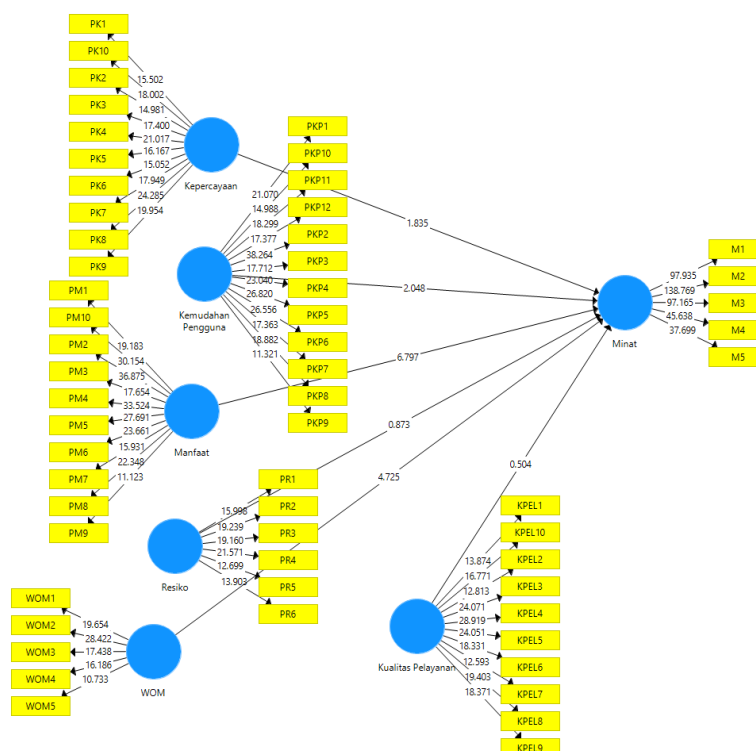 PK1
PK10
PK2
PK3
PK4
PK5
PK6
PK7
PK8
PK9
15.502
18.002
14.981
17.400
21.017
16.167
15.052
17.949
24.285
19.954
Kepercayaan
PKP1
PKP10
PKP11
PKP12
PKP2
PKP3
PKP4
PKP5
PKP6
PKP7
PKP8
PKP9
21.070
14.988
18.299
17.377
38.264
17.712
23.040
26.820
26.556
17.363
18.882
11.321
Kemudahan
Pengguna
PM1
PM10
PM2
PM3
PM4
PM5
PM6
PM7
PM8
PM9
19.183
30.154
36.875
17.654
33.524
27.691
23.661
15.931
22.348
11.123
Manfaat
1.835
2.048
6.797
0.873
4.725
0.504
Minat
97.935
138.769
97.165
45.638
37.699
M1
M2
M3
M4
M5
PR1
PR2
PR3
PR4
PR5
PR6
15.998
19.239
19.160
21.571
12.699
13.903
Resiko
WOM1
WOM2
WOM3
WOM4
WOM5
19.654
28.422
17.438
16.186
10.733
WOM
KPEL1
KPEL10
KPEL2
KPEL3
KPEL4
KPEL5
KPEL6
KPEL7
KPEL8
KPEL9
13.874
16.771
12.813
24.071
28.919
24.051
18.331
12.593
19.403
18.371
Kualitas Pelayanan